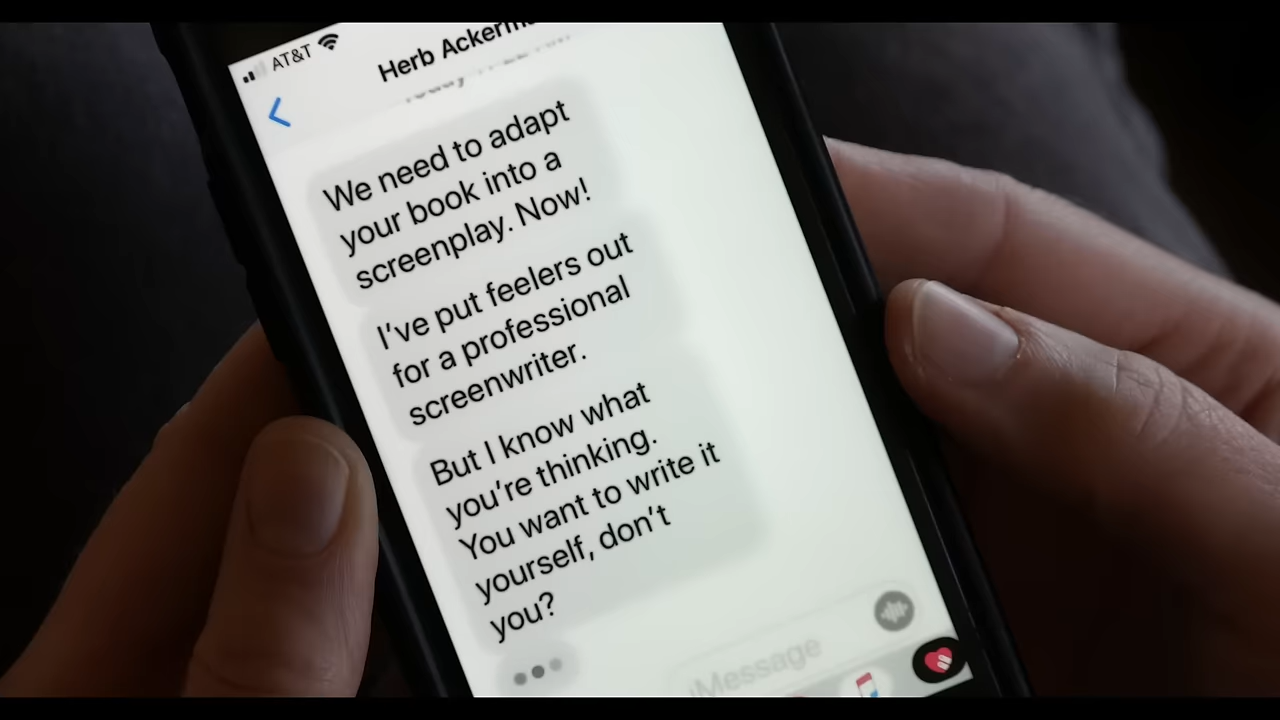 AT&T
Herb
We need to adapt
your book into a
screenplay. Now!
I've put feelers out
for a professional
screenwriter.
But I know what
you're thinking.
You want to write it
yourself, don't
you?
iMessage